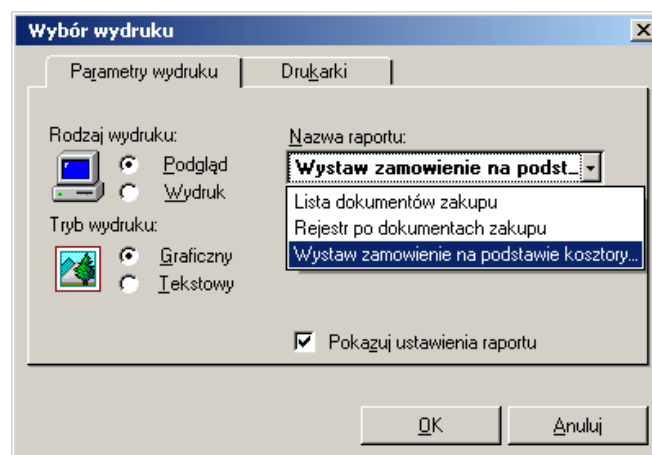 Wybór wydruku
Parametry wydruku
Drukarki
Rodzaj wydruku:
Podgląd
Wydruk
Tryb wydruku:
Graficzny
Tekstowy
Nazwa raportu:
Wystaw zamowienie na podst_
Lista dokumentów zakupu
Rejestr po dokumentach zakupu
Wystaw zamowienie na podstawie kosztory...
Pokazuj ustawienia raportu
OK
Anuluj